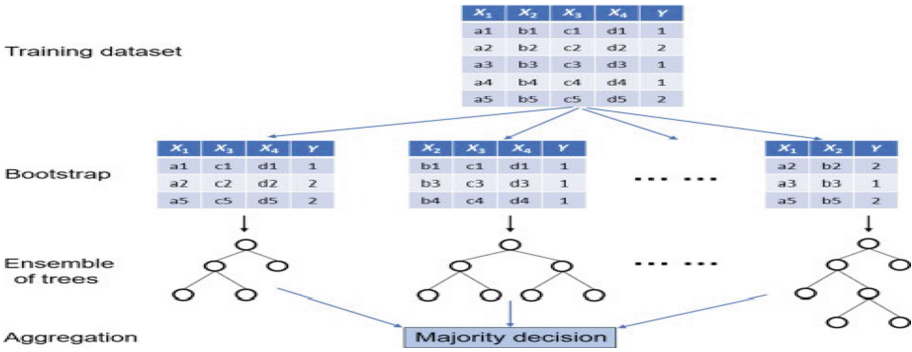 X1 X2 X3 X4 Y
a1 b1 c1 d1 1
Training dataset
a2 b2 c2 d2 2
a3 b3 c3 d3 1
a4 b4 c4 d4 1
a5 b5 c5 d5 2
X1 X3 X4 Y
a1 c1 d1 1
a2 c2 d2 2
a5 c5 d5 2
X2 X3 X4 Y
b1 c1 d1 1
b3 c3 d3 1
b4 c4 d4 1
X1 X2 Y
a2 b2 2
a3 b3 1
a5 b5 2
Bootstrap
... ...
Ensemble
of trees
... ...
Aggregation
Majority decision